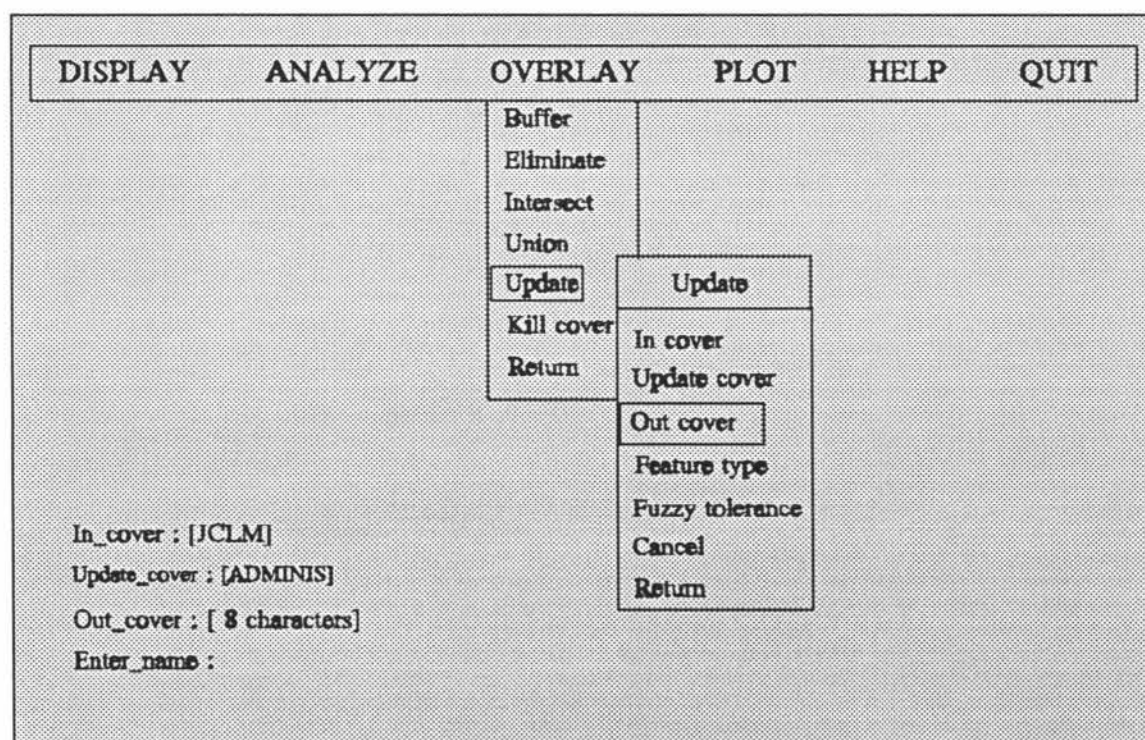 DISPLAY ANALYZE OVERLAY PLOT HELP QUIT
Buffer
Eliminate
Intersect
Union
Update
Kill cover
Return
Update
In cover
Update cover
Out cover
Feature type
Fuzzy tolerance
Cancel
Return
In_cover : [JCLM]
Update_cover : [ADMINIS]
Out_cover : [ 8 characters]
Enter_name :